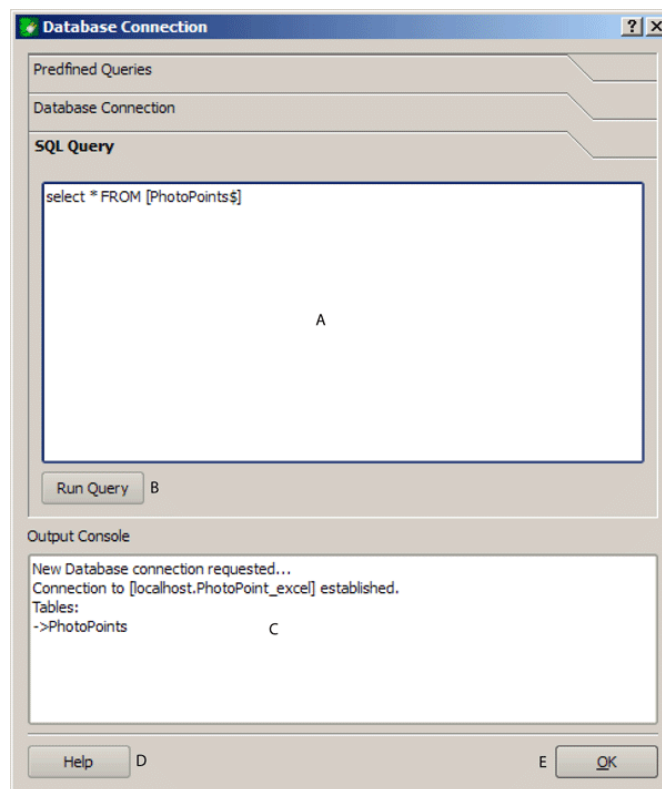 Database Connection
Predfined Queries
Database Connection
SQL Query
select * FROM [PhotoPoints$]
A
Run Query B
Output Console
New Database connection requested...
Connection to [localhost.PhotoPoint_excel] established.
Tables:
->PhotoPoints
C
Help D E OK